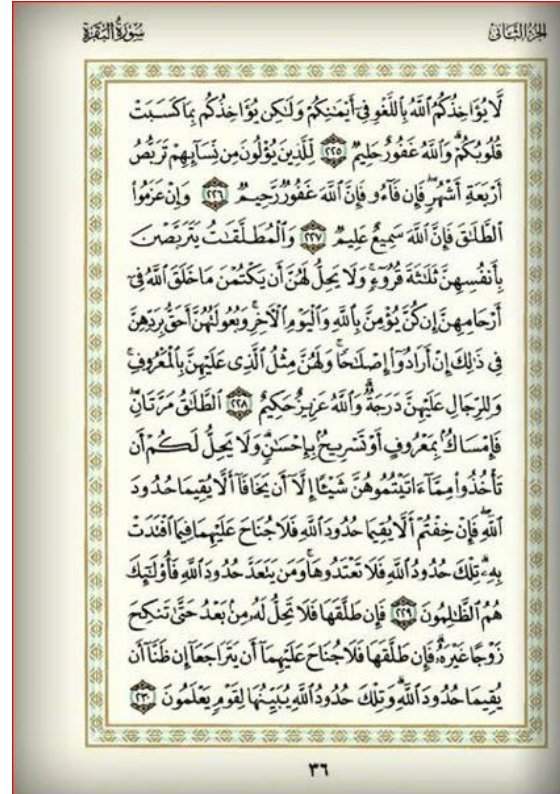 الجزء الثانى
سورة البقرة
لَّا يُؤَاخِذُكُمُ ٱللَّهُ بِٱللَّغْوِ فِىٓ أَيْمَـٰنِكُمْ وَلَـٰكِن يُؤَاخِذُكُم بِمَا كَسَبَتْ
قُلُوبُكُمْ ۗ وَٱللَّهُ غَفُورٌ حَلِيمٌ ٢٢٥ لِّلَّذِينَ يُؤْلُونَ مِن نِّسَآئِهِمْ تَرَبُّصُ
أَرْبَعَةِ أَشْهُرٍ ۖ فَإِن فَآءُو فَإِنَّ ٱللَّهَ غَفُورٌ رَّحِيمٌ ٢٢٦ وَإِنْ عَزَمُوا۟
ٱلطَّلَـٰقَ فَإِنَّ ٱللَّهَ سَمِيعٌ عَلِيمٌ ٢٢٧ وَٱلْمُطَلَّقَـٰتُ يَتَرَبَّصْنَ
بِأَنفُسِهِنَّ ثَلَـٰثَةَ قُرُوٓءٍ ۚ وَلَا يَحِلُّ لَهُنَّ أَن يَكْتُمْنَ مَا خَلَقَ ٱللَّهُ فِىٓ
أَرْحَامِهِنَّ إِن كُنَّ يُؤْمِنَّ بِٱللَّهِ وَٱلْيَوْمِ ٱلْـَٔاخِرِ ۚ وَبُعُولَتُهُنَّ أَحَقُّ بِرَدِّهِنَّ
فِى ذَٰلِكَ إِنْ أَرَادُوٓا۟ إِصْلَـٰحًا ۚ وَلَهُنَّ مِثْلُ ٱلَّذِى عَلَيْهِنَّ بِٱلْمَعْرُوفِ ۚ
وَلِلرِّجَالِ عَلَيْهِنَّ دَرَجَةٌ ۗ وَٱللَّهُ عَزِيزٌ حَكِيمٌ ٢٢٨ ٱلطَّلَـٰقُ مَرَّتَانِ ۖ
فَإِمْسَاكٌۢ بِمَعْرُوفٍ أَوْ تَسْرِيحٌۢ بِإِحْسَـٰنٍ ۗ وَلَا يَحِلُّ لَكُمْ أَن
تَأْخُذُوا۟ مِمَّآ ءَاتَيْتُمُوهُنَّ شَيْـًٔا إِلَّآ أَن يَخَافَآ أَلَّا يُقِيمَا حُدُودَ
ٱللَّهِ ۖ فَإِنْ خِفْتُمْ أَلَّا يُقِيمَا حُدُودَ ٱللَّهِ فَلَا جُنَاحَ عَلَيْهِمَا فِيمَا ٱفْتَدَتْ
بِهِۦ ۗ تِلْكَ حُدُودُ ٱللَّهِ فَلَا تَعْتَدُوهَا ۚ وَمَن يَتَعَدَّ حُدُودَ ٱللَّهِ فَأُو۟لَـٰٓئِكَ
هُمُ ٱلظَّـٰلِمُونَ ٢٢٩ فَإِن طَلَّقَهَا فَلَا تَحِلُّ لَهُۥ مِنۢ بَعْدُ حَتَّىٰ تَنكِحَ
زَوْجًا غَيْرَهُۥ ۗ فَإِن طَلَّقَهَا فَلَا جُنَاحَ عَلَيْهِمَآ أَن يَتَرَاجَعَآ إِن ظَنَّآ أَن
يُقِيمَا حُدُودَ ٱللَّهِ ۗ وَتِلْكَ حُدُودُ ٱللَّهِ يُبَيِّنُهَا لِقَوْمٍ يَعْلَمُونَ ٢٣٠
٣٦